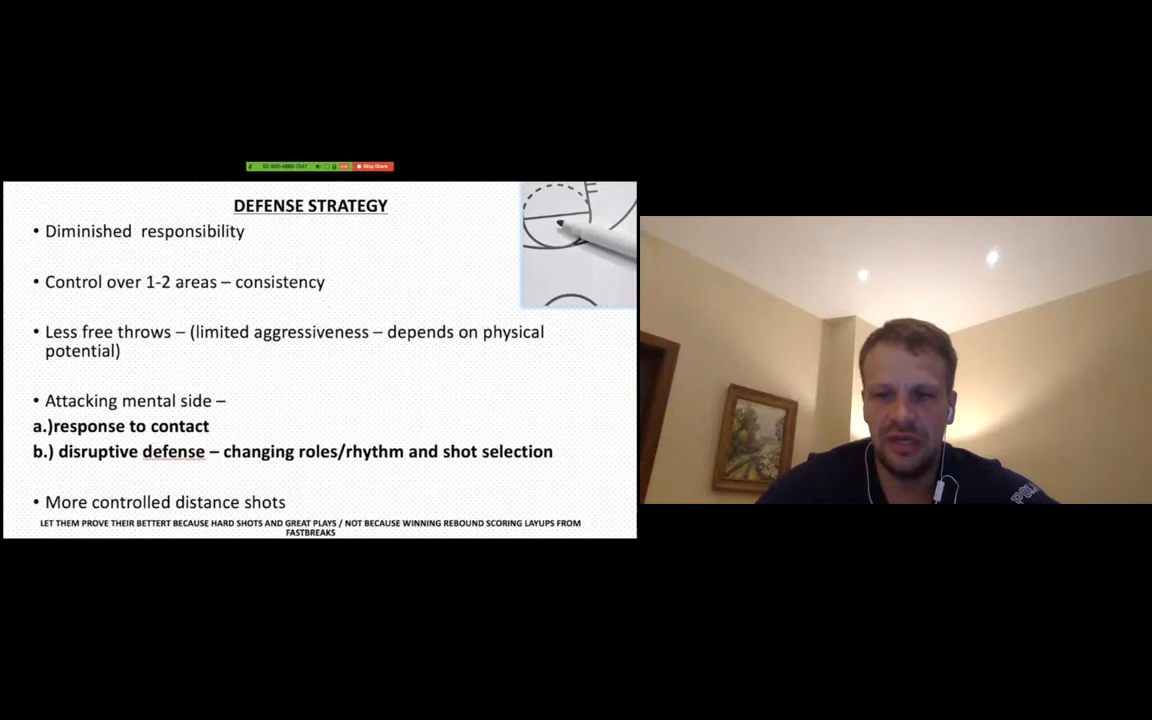 Stop Share
DEFENSE STRATEGY
• Diminished responsibility
• Control over 1-2 areas – consistency
• Less free throws – (limited aggressiveness – depends on physical
potential)
• Attacking mental side –
a.)response to contact
b.) disruptive defense – changing roles/rhythm and shot selection
• More controlled distance shots
LET THEM PROVE THEIR BETTERT BECAUSE HARD SHOTS AND GREAT PLAYS / NOT BECAUSE WINNING REBOUND SCORING LAYUPS FROM
FASTBREAKS